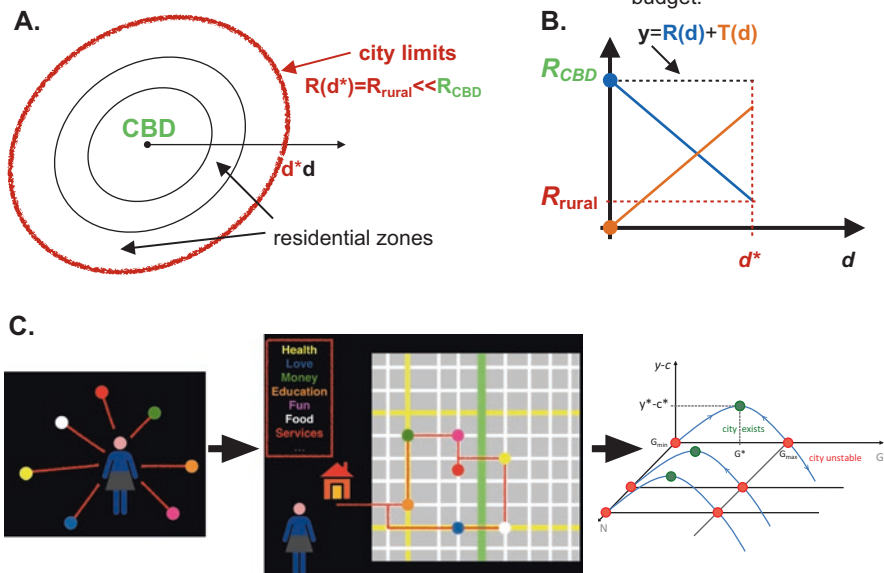 budget.
A.
city limits
R(d*)=Rrural<<RCBD
CBD
d*d
residential zones
B.
y=R(d)+T(d)
RCBD
Rrural
d*
d
C.
Health
Love
Money
Education
Fun
Food
Services
...
y-c
y*-c*
city exists
Gmin
G*
Gmax
G
city unstable
N